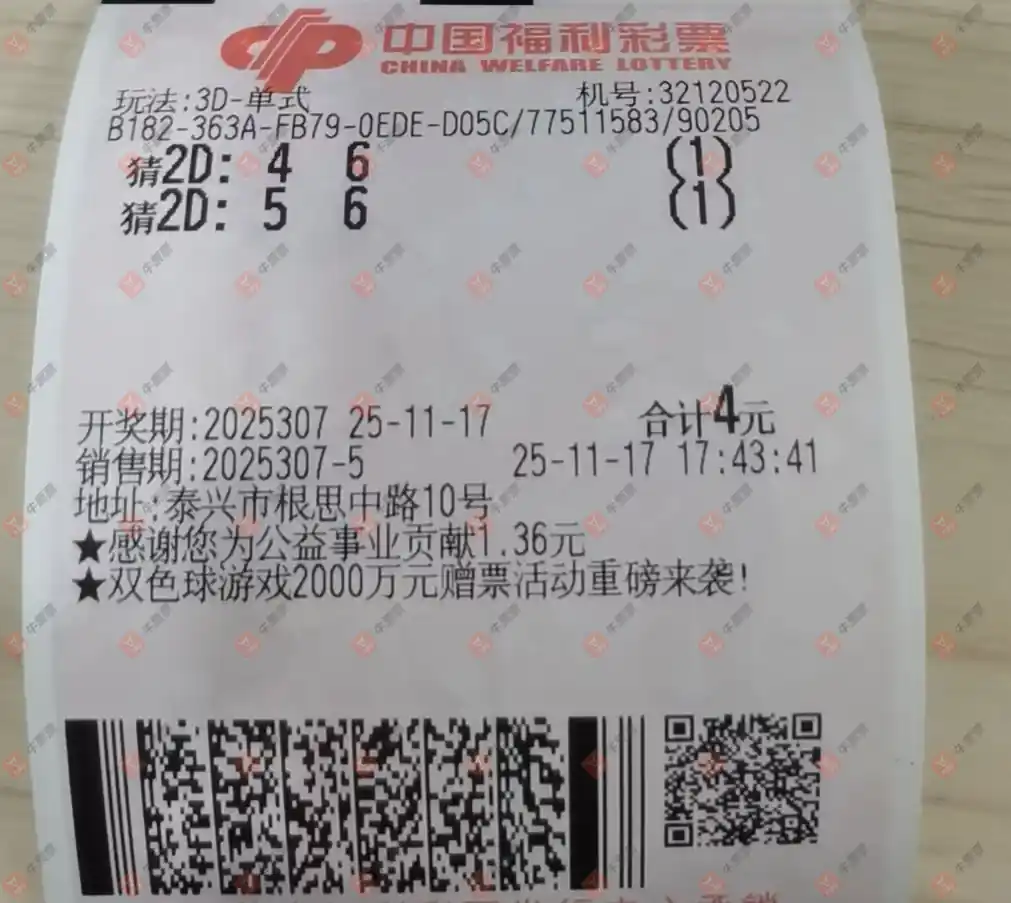 中国福利彩票
CHINA WELFARE LOTTERY
玩法:3D-单式 机号:32120522
B182-363A-FB79-0EDE-D05C/77511583/90205
猜2D: 4 6 (1)
猜2D: 5 6 (1)
开奖期:2025307 25-11-17 合计4元
销售期:2025307-5 25-11-17 17:43:41
地址:泰兴市根思中路10号
★感谢您为公益事业贡献1.36元
★双色球游戏2000万元赠票活动重磅来袭!